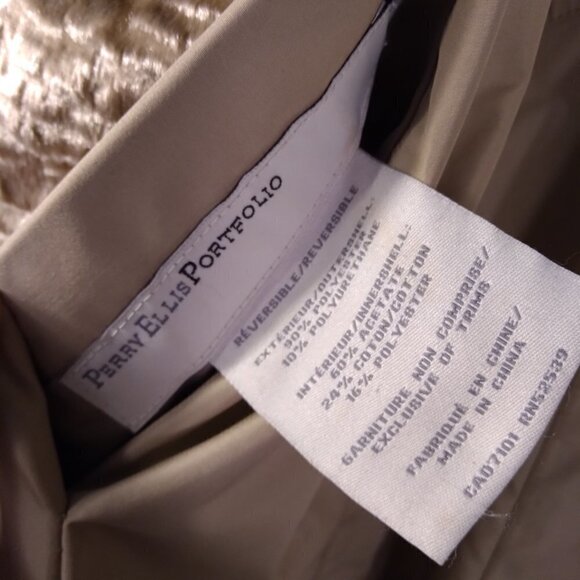 PERRY ELLIS PORTFOLIO
RÉVERSIBLE/RÉVERSIBLE
EXTÉRIEUR/OUTERSHELL:
90% POLYESTER
10% POLYURETHANE
INTÉRIEUR/INNERSHELL:
60% ACETATE
24% COTON/COTTON
16% POLYESTER
GARNITURE NON COMPRISE/
EXCLUSIVE OF TRIMS
FABRIQUÉ EN CHINE/
MADE IN CHINA
CA07101 RN52539